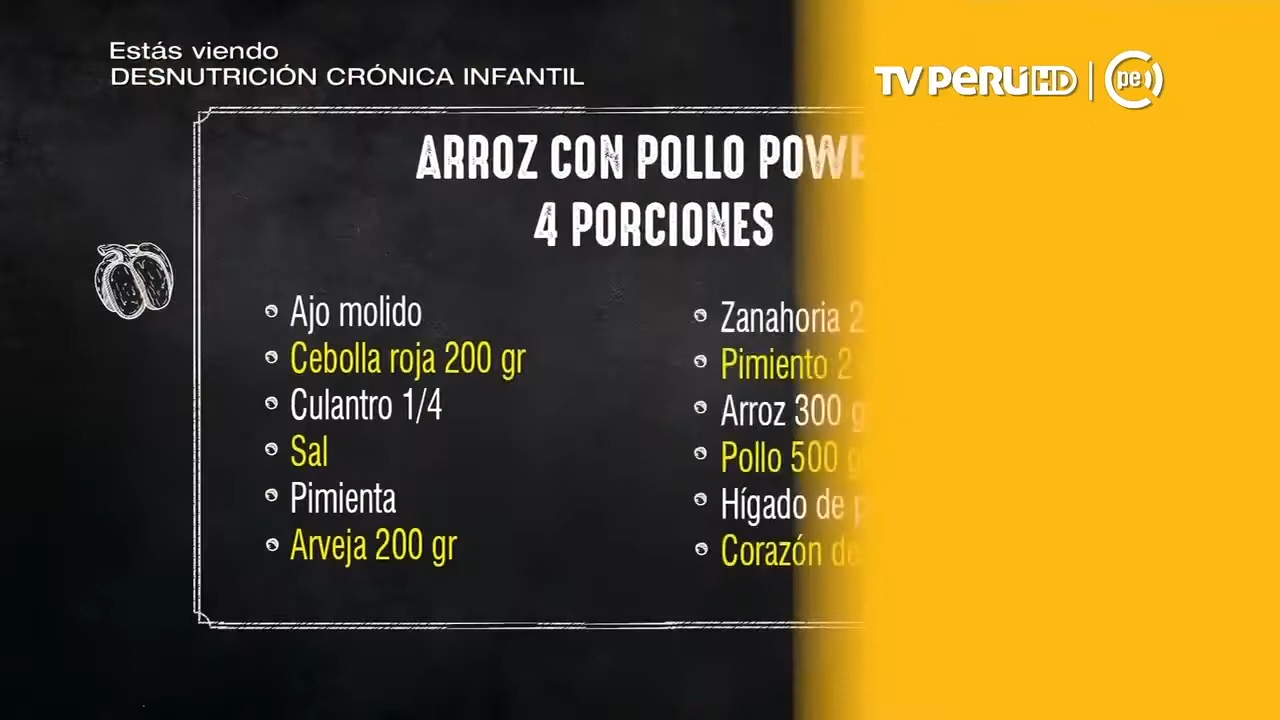 Estás viendo
DESNUTRICIÓN CRÓNICA INFANTIL
TV PERÚ HD
pe
ARROZ CON POLLO
4 PORCIONES
Ajo molido
Cebolla roja 200 gr
Culantro 1/4
Sal
Pimienta
Arveja 200 gr
Zanahoria
Pimiento
Arroz 300
Pollo 500
Hígado de
Corazón de